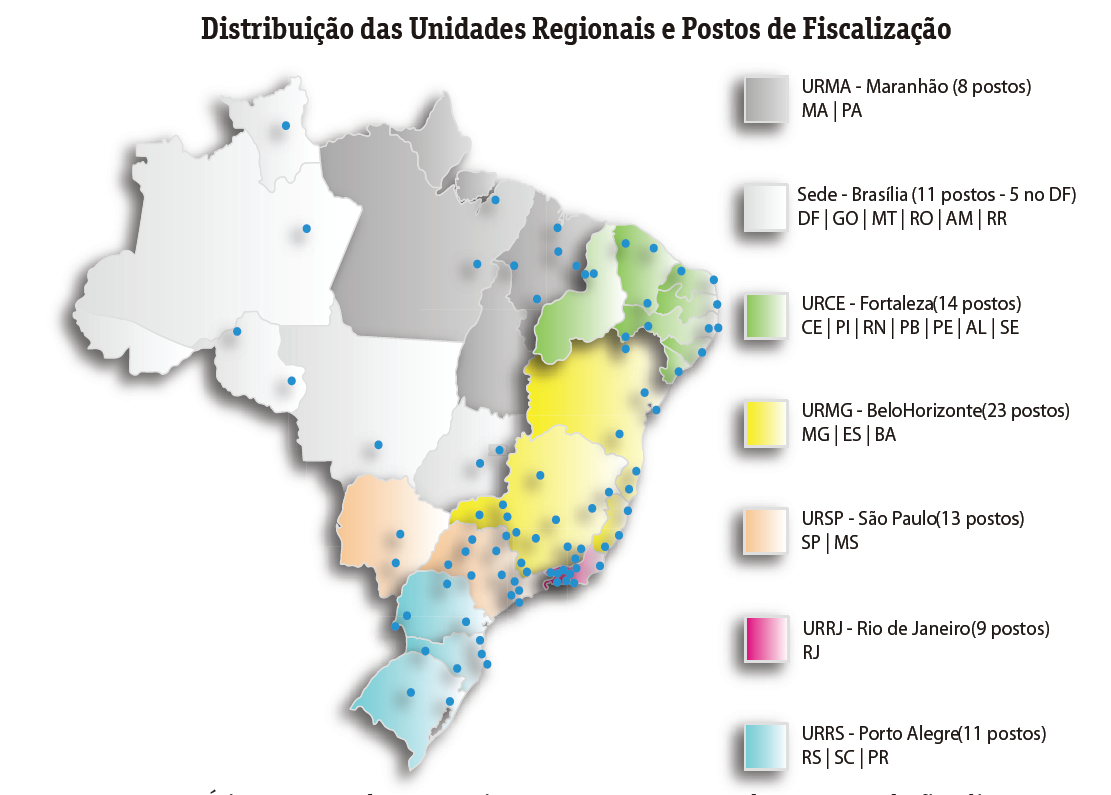 Distribuição das Unidades Regionais e Postos de Fiscalização
URMA - Maranhão (8 postos)
MA | PA
Sede - Brasília (11 postos - 5 no DF)
DF | GO | MT | RO | AM | RR
URCE - Fortaleza(14 postos)
CE | PI | RN | PB | PE | AL | SE
URMG - BeloHorizonte(23 postos)
MG | ES | BA
URSP - São Paulo(13 postos)
SP | MS
URRJ - Rio de Janeiro(9 postos)
RJ
URRS - Porto Alegre(11 postos)
RS | SC | PR